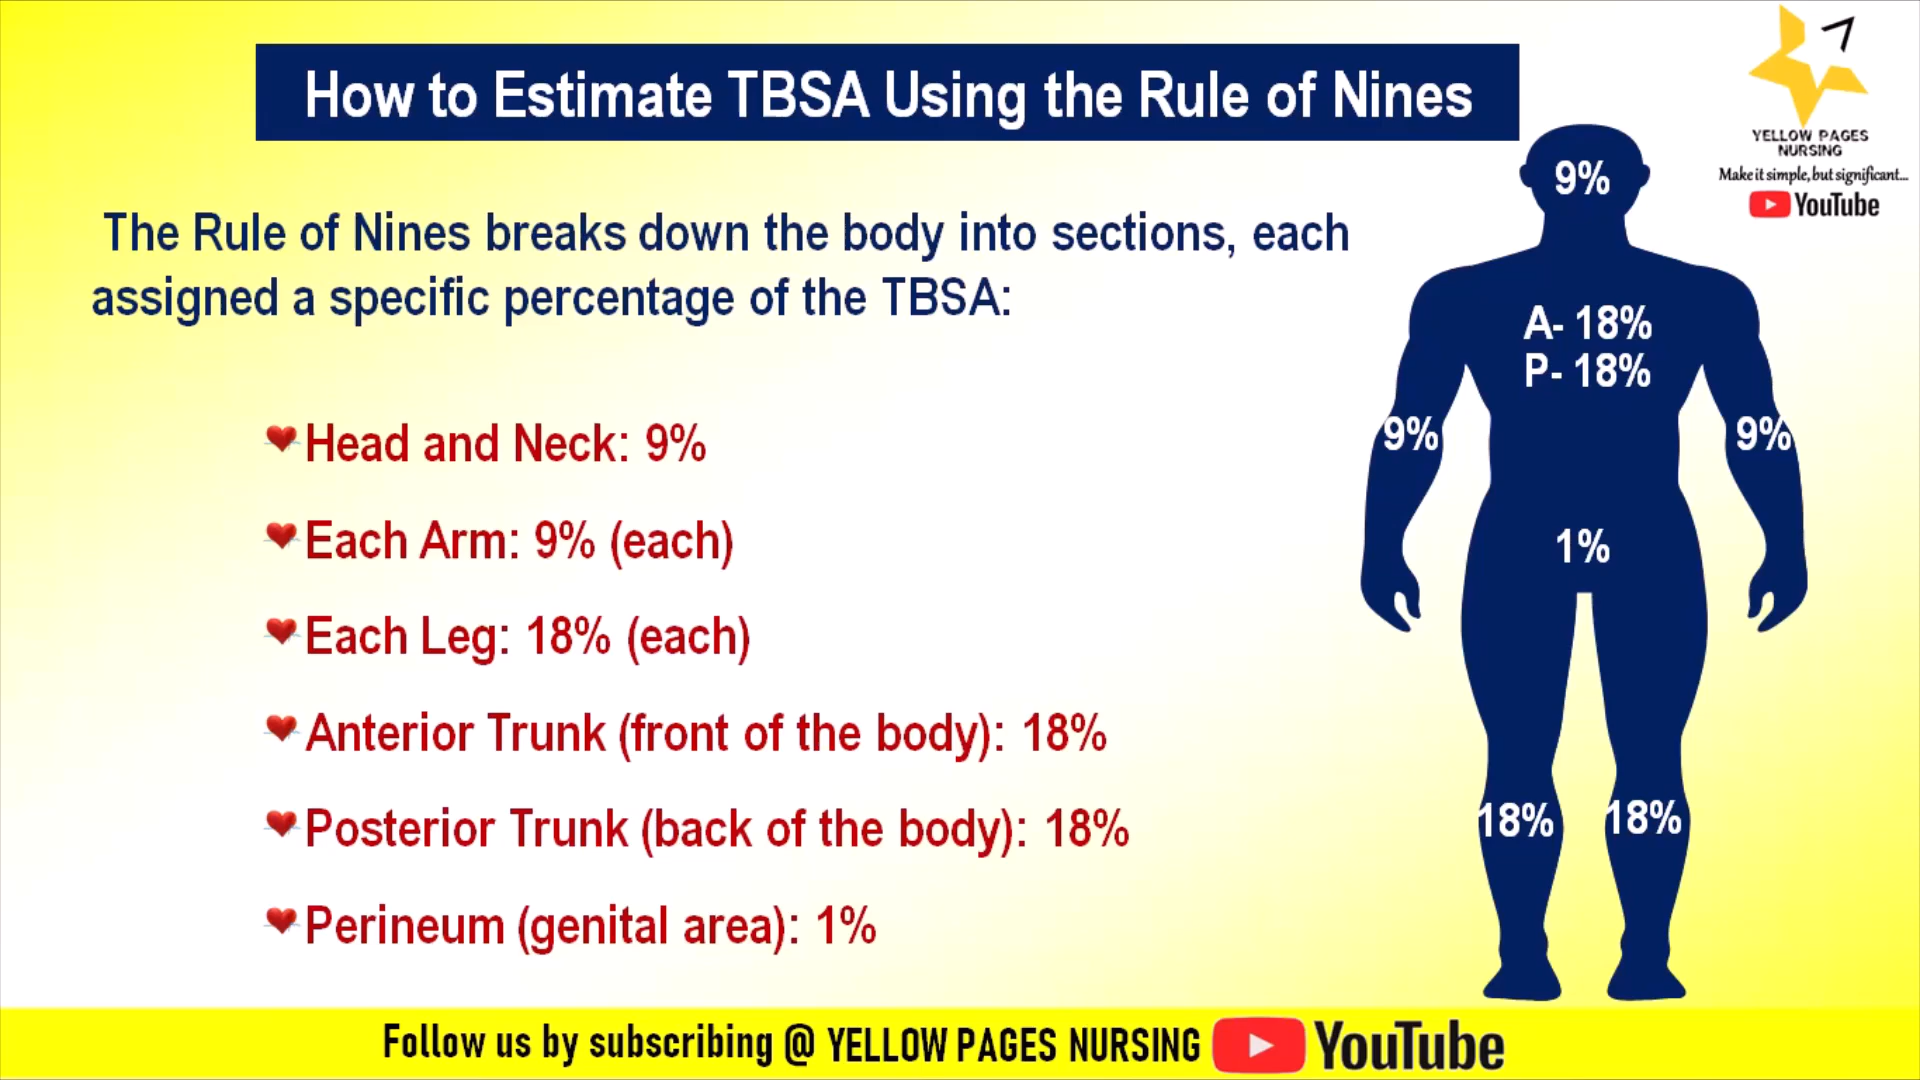 How to Estimate TBSA Using the Rule of Nines
YELLOW PAGES
NURSING
Make it simple, but significant...
YouTube
The Rule of Nines breaks down the body into sections, each
assigned a specific percentage of the TBSA:
Head and Neck: 9%
Each Arm: 9% (each)
Each Leg: 18% (each)
Anterior Trunk (front of the body): 18%
Posterior Trunk (back of the body): 18%
Perineum (genital area): 1%
9%
A- 18%
P- 18%
9%
9%
1%
18%
18%
Follow us by subscribing @ YELLOW PAGES NURSING YouTube